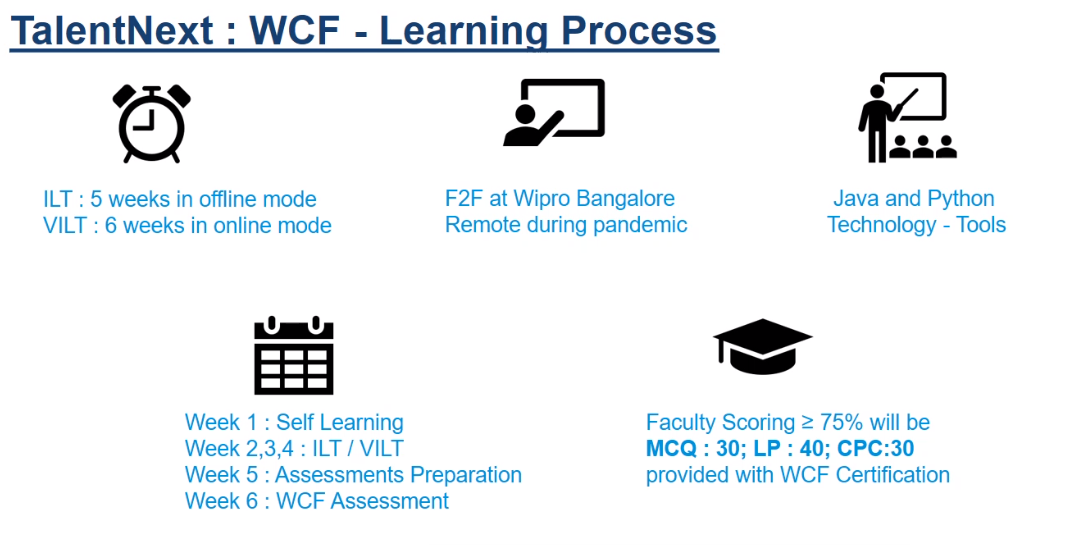 TalentNext : WCF - Learning Process
ILT : 5 weeks in offline mode
VILT : 6 weeks in online mode
F2F at Wipro Bangalore
Remote during pandemic
Java and Python
Technology - Tools
Week 1 : Self Learning
Week 2,3,4 : ILT / VILT
Week 5 : Assessments Preparation
Week 6 : WCF Assessment
Faculty Scoring ≥ 75% will be
MCQ : 30; LP : 40; CPC:30
provided with WCF Certification